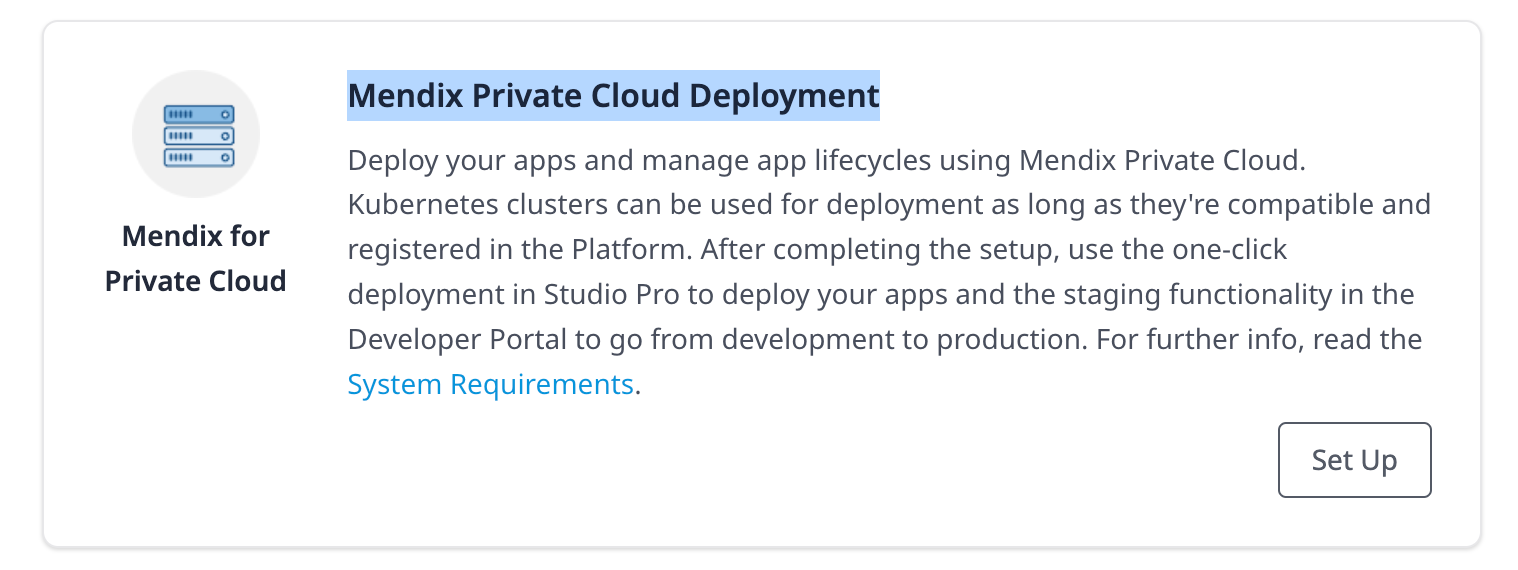 Mendix for
Private Cloud
Mendix Private Cloud Deployment
Deploy your apps and manage app lifecycles using Mendix Private Cloud.
Kubernetes clusters can be used for deployment as long as they're compatible and
registered in the Platform. After completing the setup, use the one-click
deployment in Studio Pro to deploy your apps and the staging functionality in the
Developer Portal to go from development to production. For further info, read the
System Requirements.
Set Up